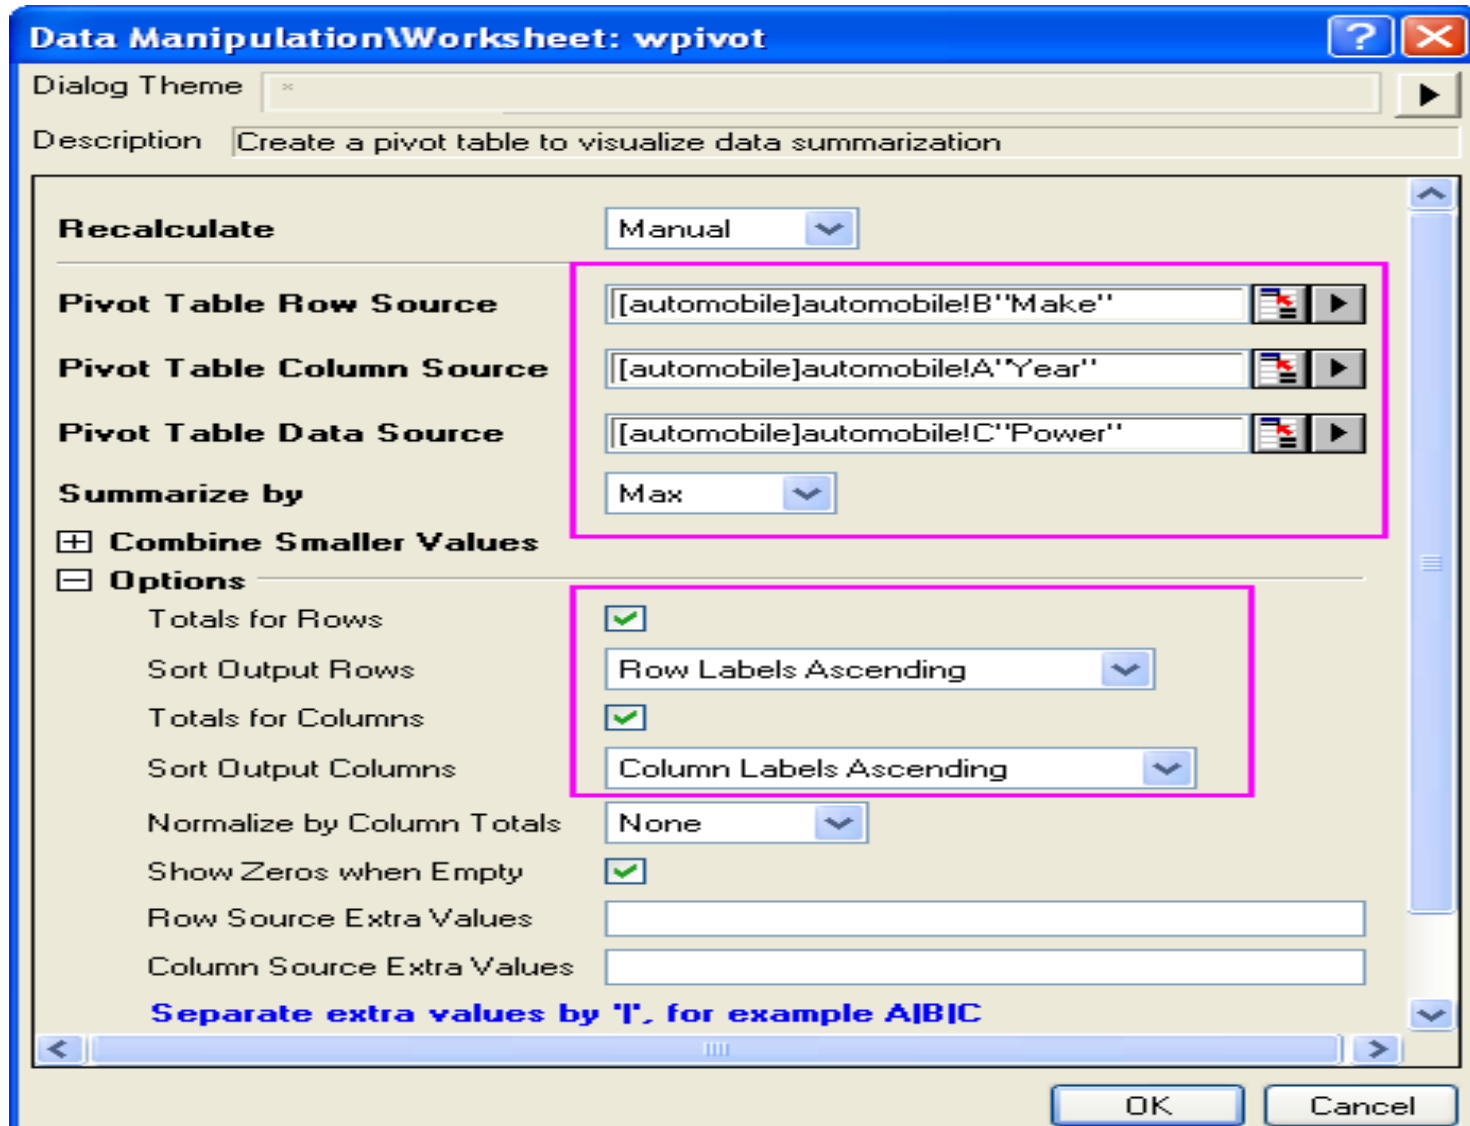 Data Manipulation\Worksheet: wpivot
Dialog Theme *
Description Create a pivot table to visualize data summarization
Recalculate Manual
Pivot Table Row Source [automobile]automobile!B"Make"
Pivot Table Column Source [automobile]automobile!A"Year"
Pivot Table Data Source [automobile]automobile!C"Power"
Summarize by Max
Combine Smaller Values
Options
Totals for Rows
Sort Output Rows Row Labels Ascending
Totals for Columns
Sort Output Columns Column Labels Ascending
Normalize by Column Totals None
Show Zeros when Empty
Row Source Extra Values
Column Source Extra Values
Separate extra values by '|', for example A|B|C
OK Cancel